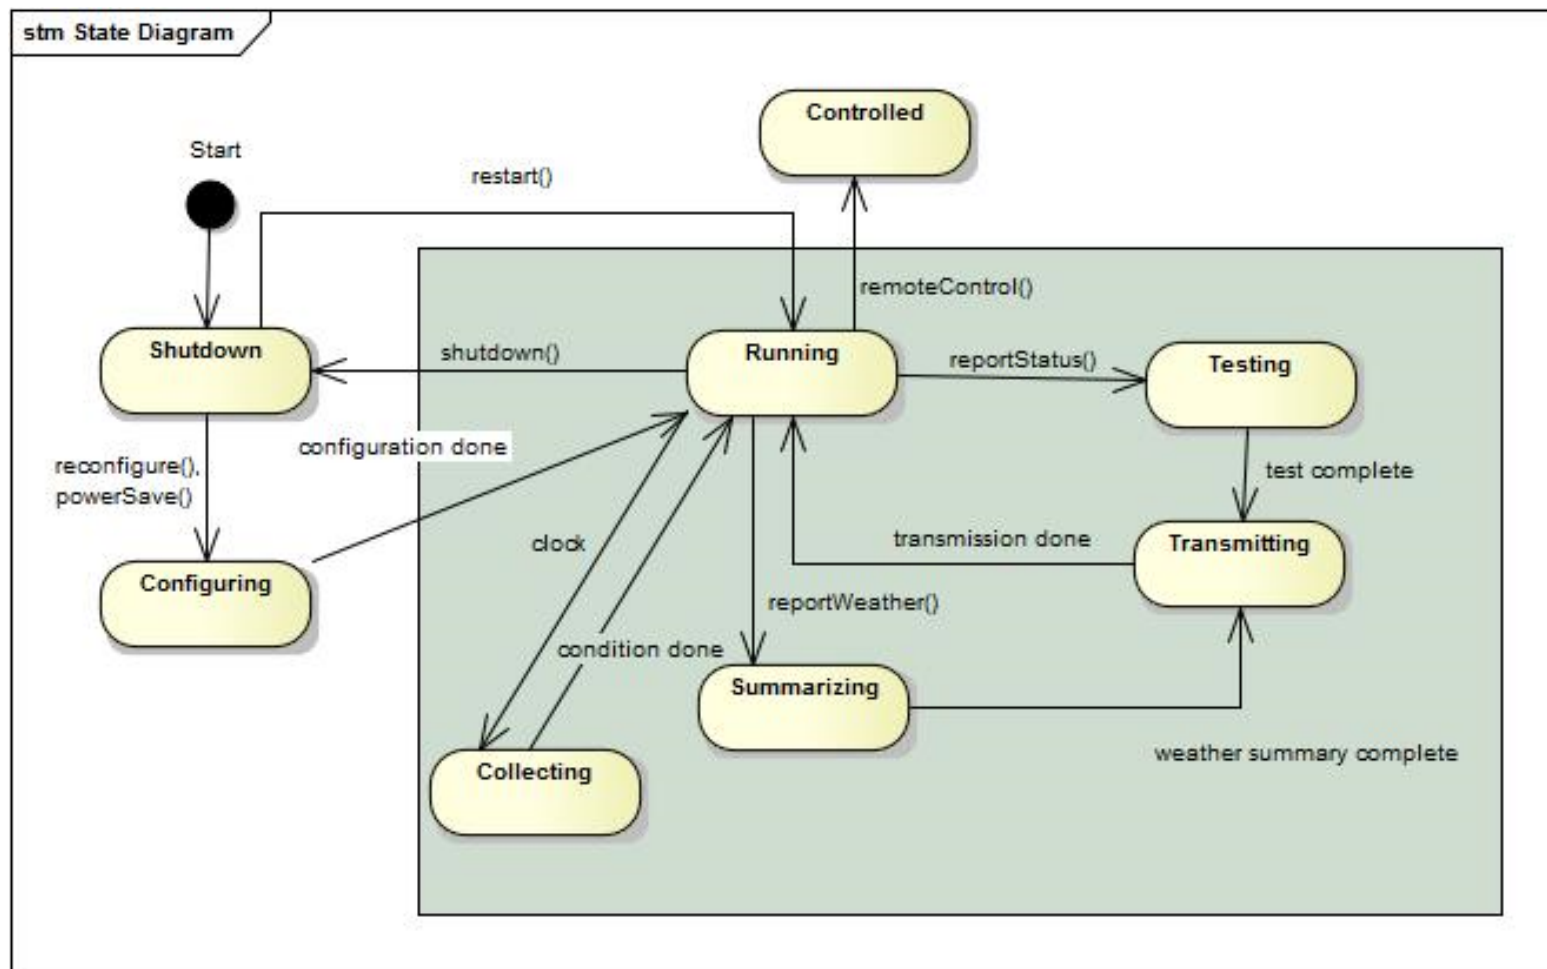 stm State Diagram
Controlled
Start
restart()
remoteControl()
Shutdown
shutdown()
Running
reportStatus()
Testing
configuration done
reconfigure(),
powerSave()
test complete
clock
transmission done
Transmitting
Configuring
reportWeather()
condition done
Summarizing
weather summary complete
Collecting